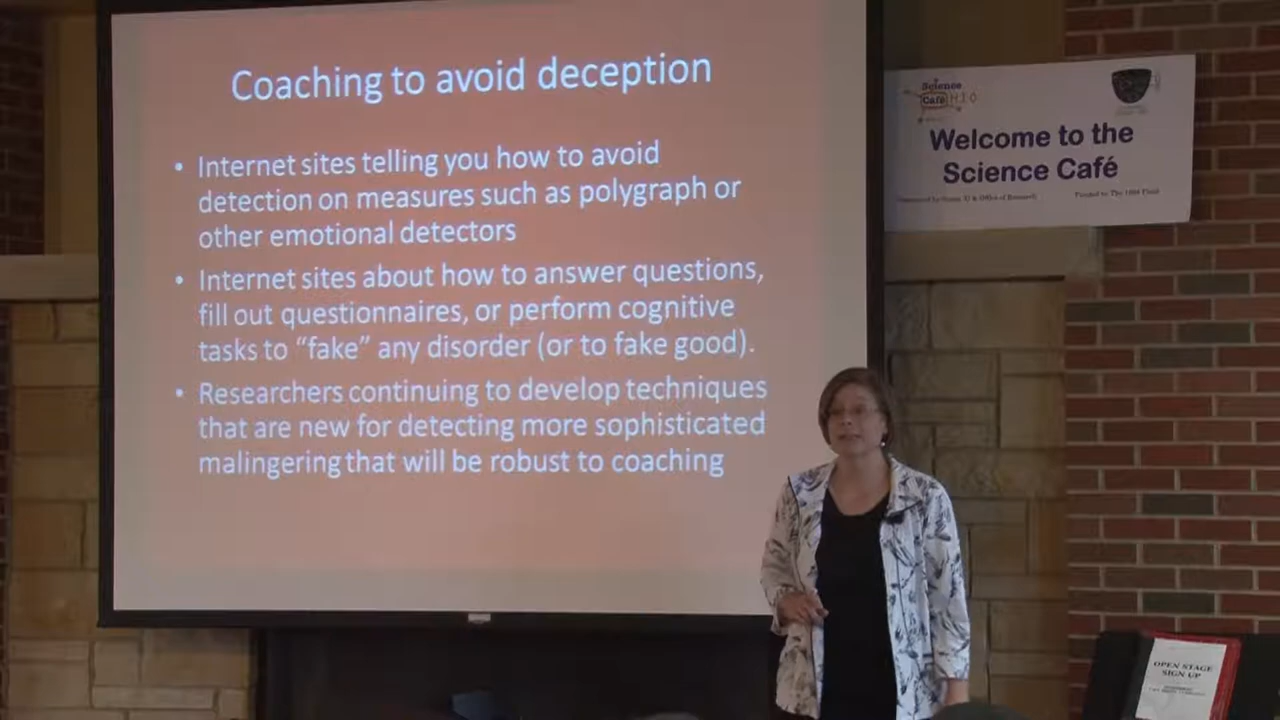 Coaching to avoid deception
• Internet sites telling you how to avoid
detection on measures such as polygraph or
other emotional detectors
• Internet sites about how to answer questions,
fill out questionnaires, or perform cognitive
tasks to “fake” any disorder (or to fake good).
• Researchers continuing to develop techniques
that are new for detecting more sophisticated
malingering that will be robust to coaching
Science
Café
Welcome to the
Science Café
OPEN STAGE
SIGN UP